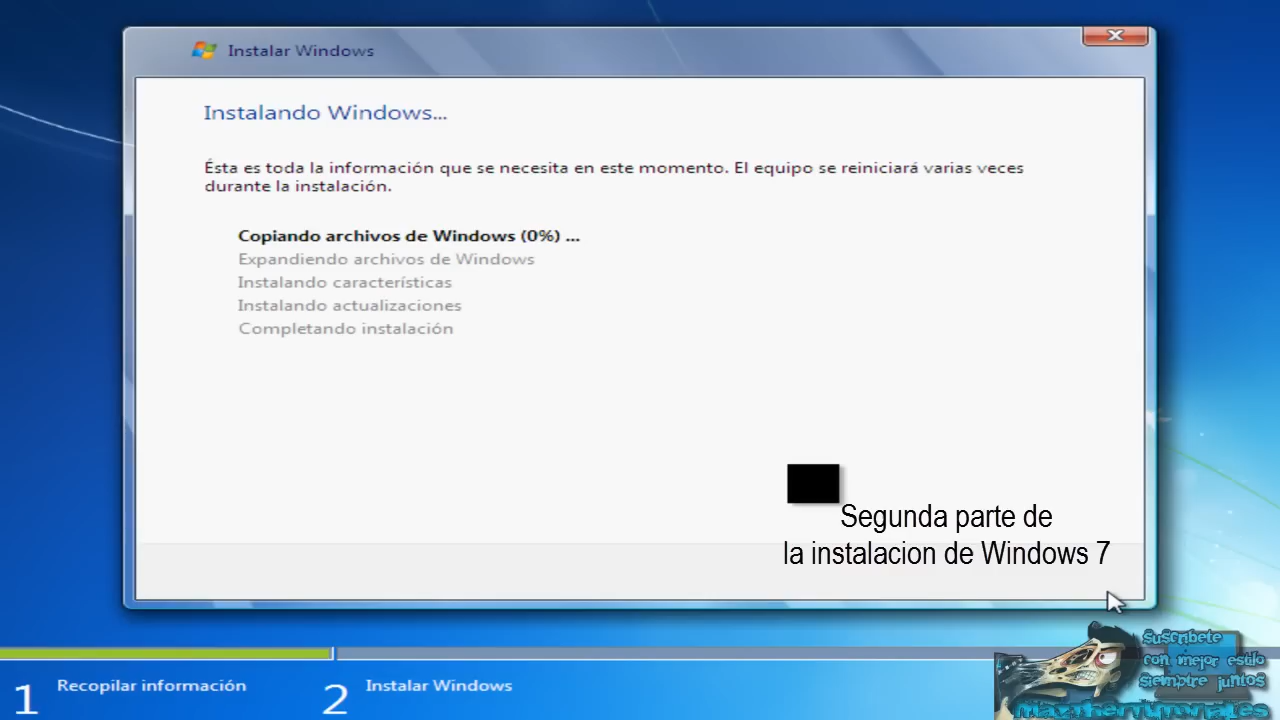 Instalar Windows
Instalando Windows...
Ésta es toda la información que se necesita en este momento. El equipo se reiniciará varias veces
durante la instalación.
Copiando archivos de Windows (0%) ...
Expandiendo archivos de Windows
Instalando características
Instalando actualizaciones
Completando instalación
Segunda parte de
la instalacion de Windows 7
1 Recopilar información
2 Instalar Windows
suscribete
con mejor estilo
siempre juntos